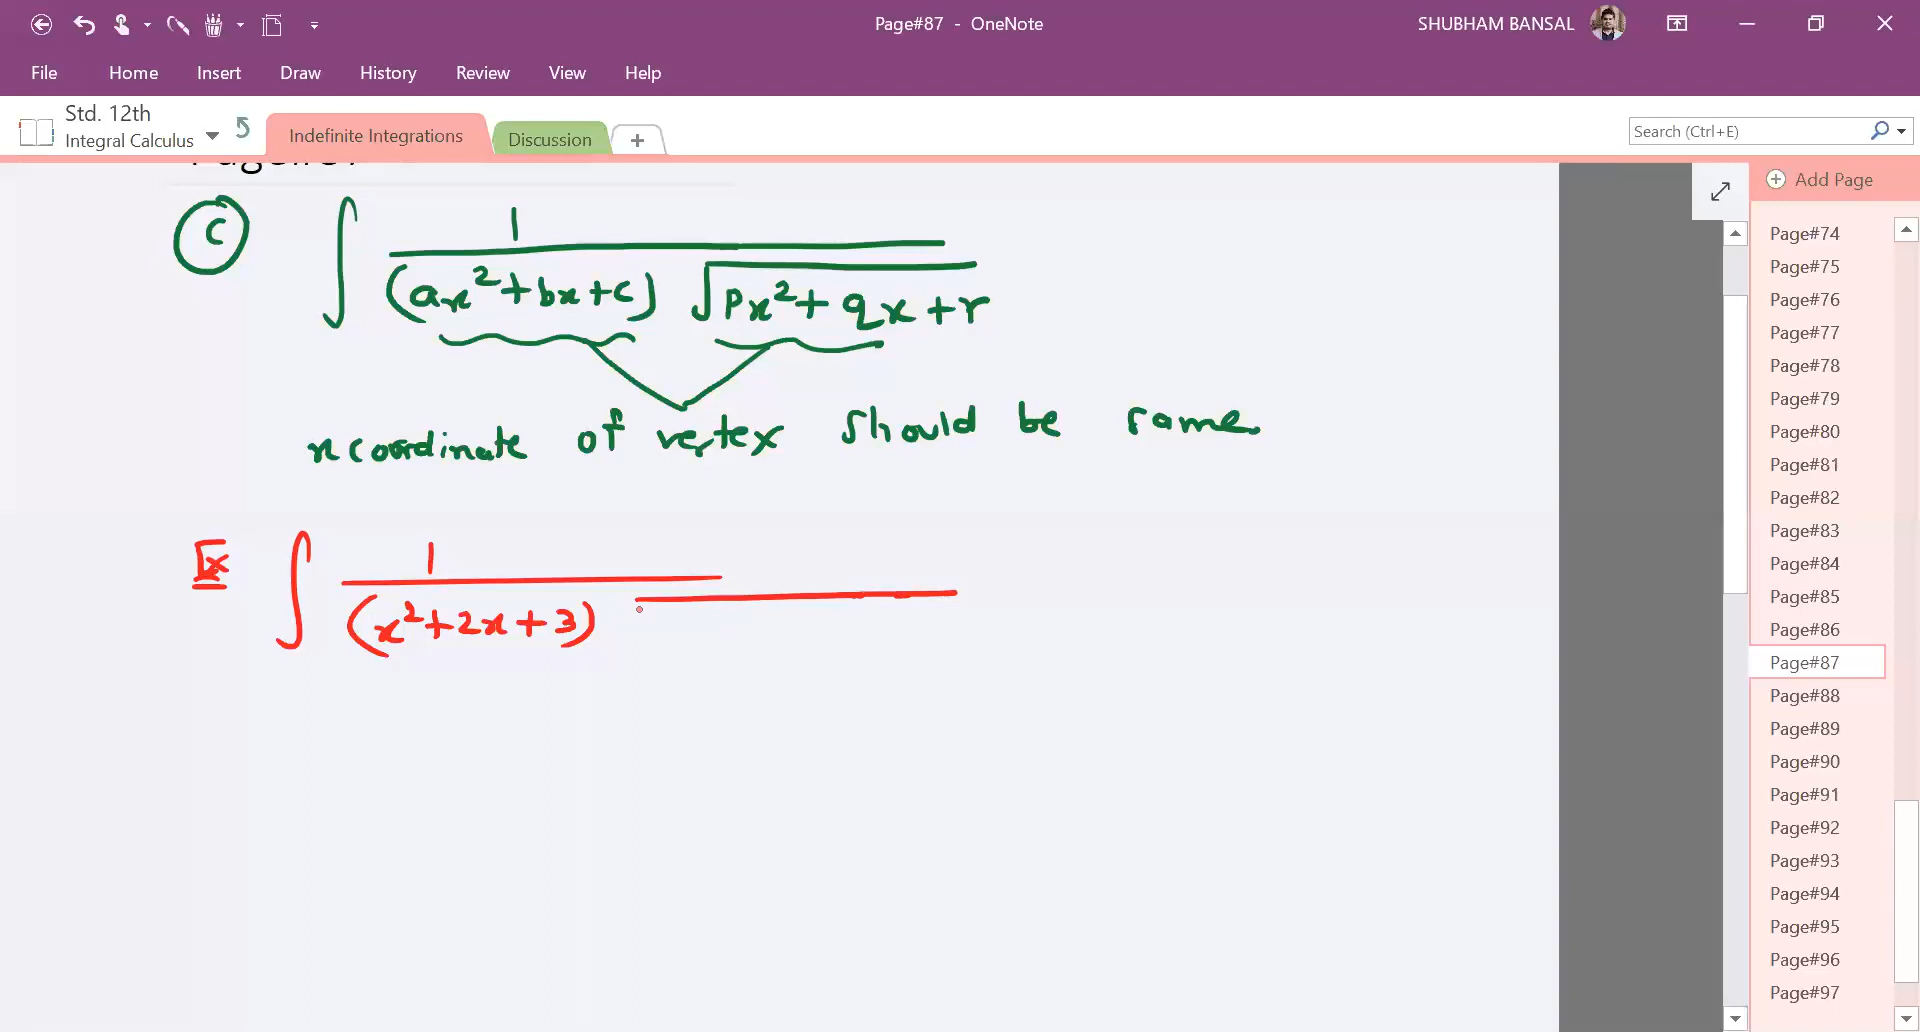 Page#87 - OneNote
SHUBHAM BANSAL
File Home Insert Draw History Review View Help
Std. 12th
Integral Calculus
Indefinite Integrations
Discussion
+
Search (Ctrl+E)
Add Page
C
∫ 1 / (ax²+bx+c) √px²+qx+r
x coordinate of vertex should be same
Ex ∫ 1 / (x²+2x+3)
Page#74
Page#75
Page#76
Page#77
Page#78
Page#79
Page#80
Page#81
Page#82
Page#83
Page#84
Page#85
Page#86
Page#87
Page#88
Page#89
Page#90
Page#91
Page#92
Page#93
Page#94
Page#95
Page#96
Page#97